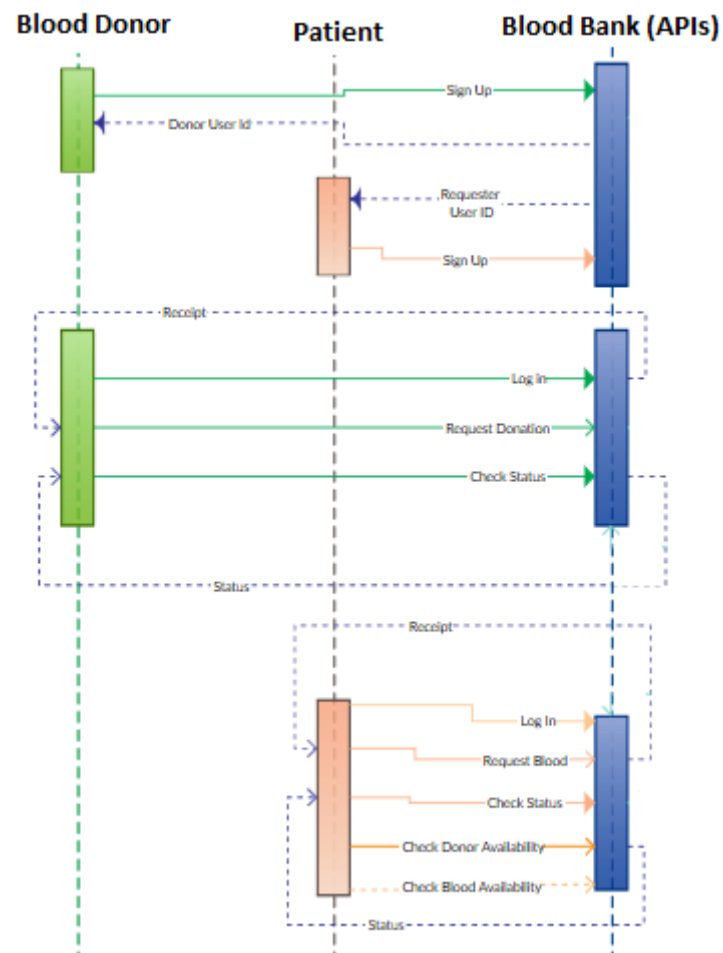 Blood Donor
Patient
Blood Bank (APIs)
Sign Up
Donor User Id
Requester
User ID
Sign Up
Receipt
Log in
Request Donation
Check Status
Status
Receipt
Log In
Request Blood
Check Status
Check Donor Availability
Check Blood Availability
Status